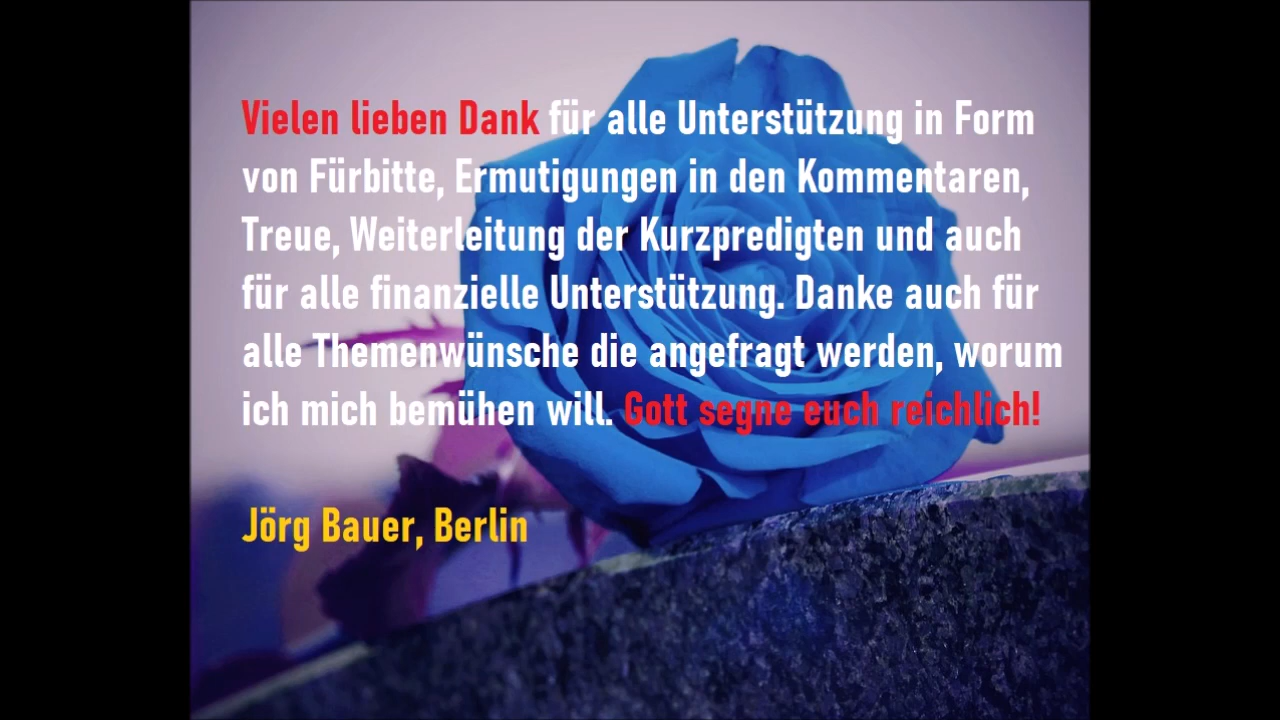 Vielen lieben Dank für alle Unterstützung in Form
von Fürbitte, Ermutigungen in den Kommentaren,
Treue, Weiterleitung der Kurzpredigten und auch
für alle finanzielle Unterstützung. Danke auch für
alle Themenwünsche die angefragt werden, worum
ich mich bemühen will. Gott segne euch reichlich!
Jörg Bauer, Berlin